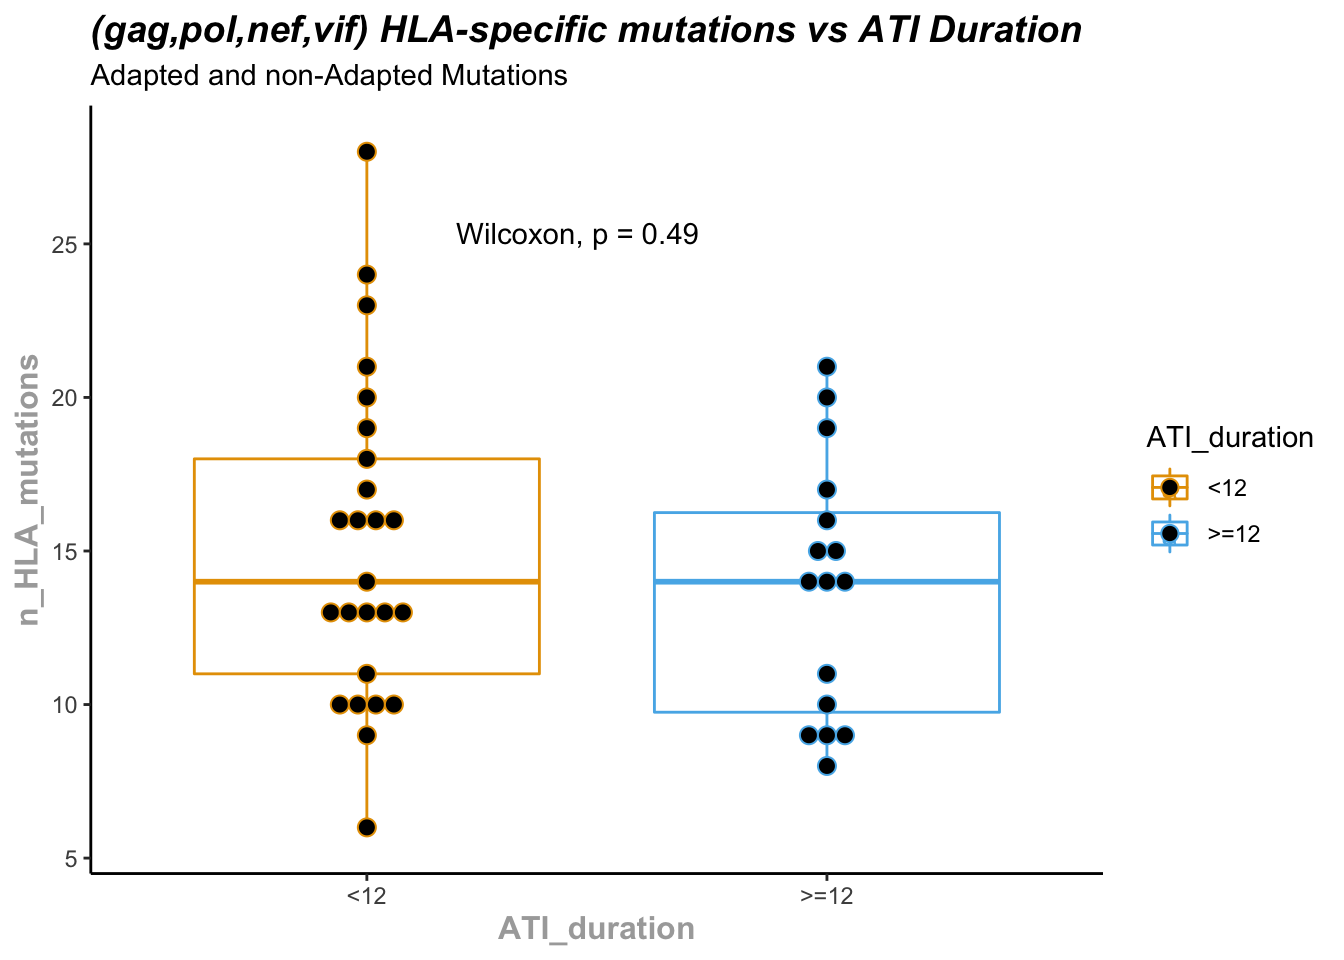 (gag,pol,nef,vif) HLA-specific mutations vs ATI Duration
Adapted and non-Adapted Mutations
Wilcoxon, p = 0.49
25
20
15
10
5
n_HLA_mutations
<12
>=12
ATI_duration
ATI_duration
<12
>=12